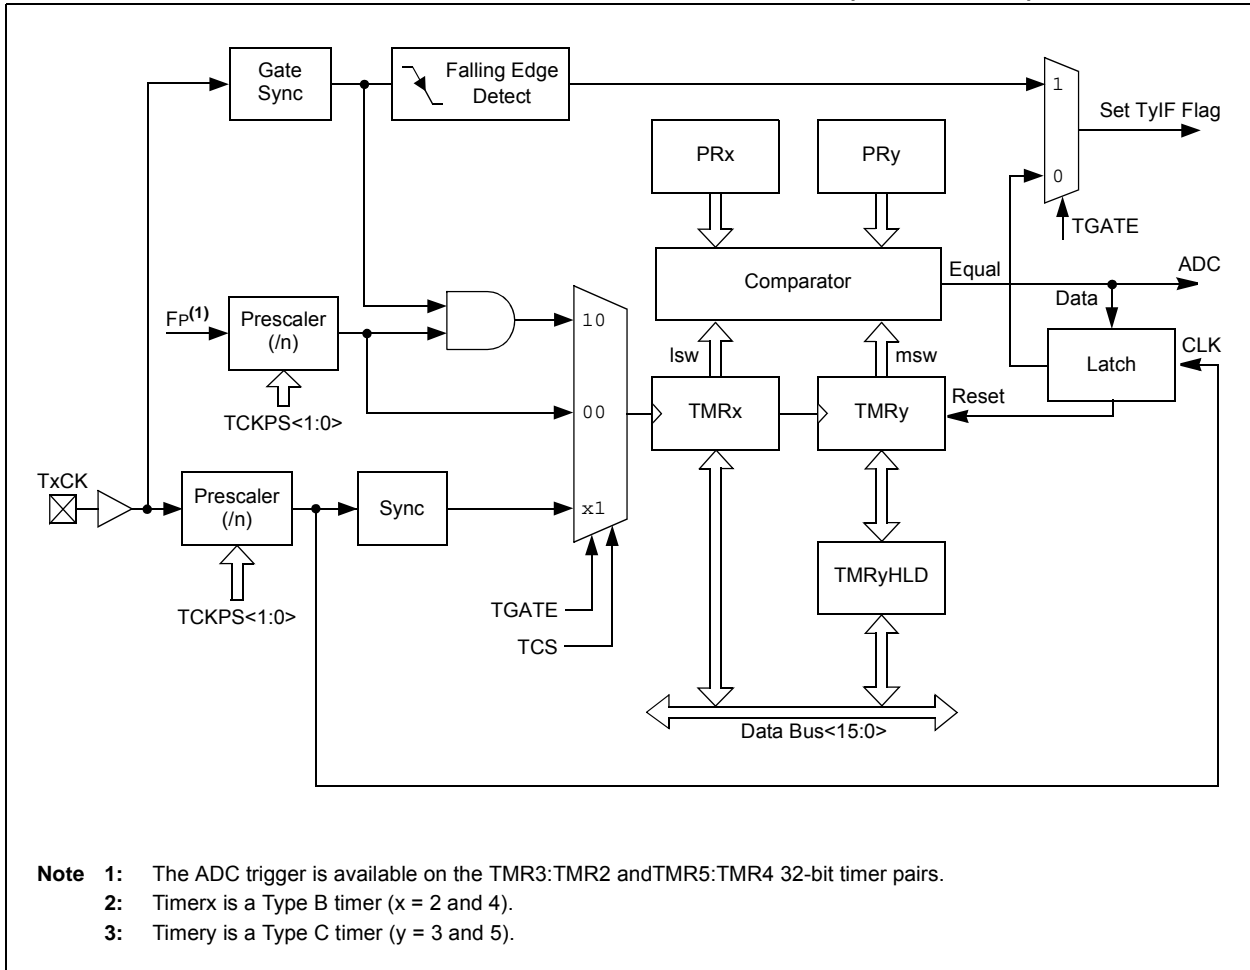 Gate
Sync
Falling Edge
Detect
1
Set TyIF Flag
PRx
PRy
0
TGATE
Comparator
Equal
ADC
Data
FP(1)
Prescaler
(/n)
10
lsw
msw
Latch
CLK
TCKPS<1:0>
00
TMRx
TMRy
Reset
TxCK
Prescaler
(/n)
Sync
x1
TMRyHLD
TCKPS<1:0>
TGATE
TCS
Data Bus<15:0>
Note 1: The ADC trigger is available on the TMR3:TMR2 andTMR5:TMR4 32-bit timer pairs.
2: Timerx is a Type B timer (x = 2 and 4).
3: Timery is a Type C timer (y = 3 and 5).